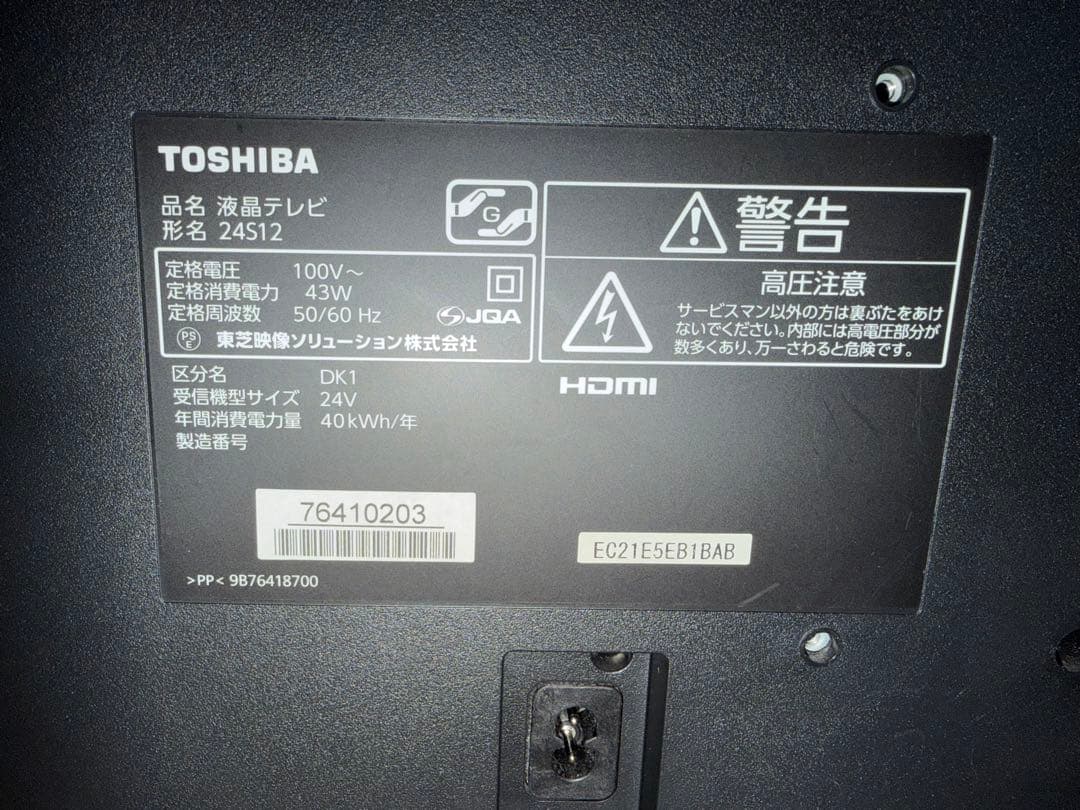 TOSHIBA
品名 液晶テレビ
形名 24S12
G
定格電圧 100V～
定格消費電力 43W
定格周波数 50/60 Hz
JQA
PS
E
東芝映像ソリューション株式会社
区分名 DK1
受信機型サイズ 24V
年間消費電力量 40kWh/年
製造番号
76410203
>PP< 9B76418700
警告
高圧注意
サービスマン以外の方は裏ぶたをあけ
ないでください。内部には高電圧部分が
数多くあり、万一さわると危険です。
HDMI
EC21E5EB1BAB